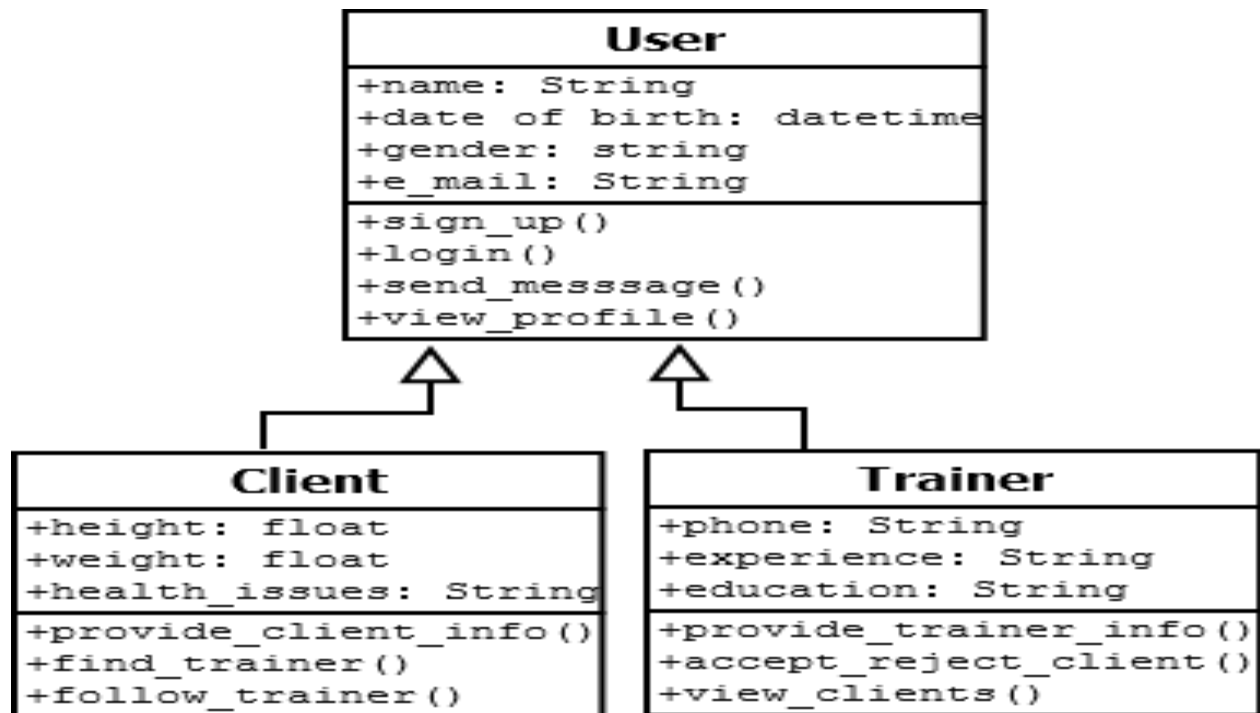 User
+name: String
+date of birth: datetime
+gender: string
+e_mail: String
+sign_up()
+login()
+send_messsage()
+view_profile()
Client
+height: float
+weight: float
+health_issues: String
+provide_client_info()
+find_trainer()
+follow_trainer()
Trainer
+phone: String
+experience: String
+education: String
+provide_trainer_info()
+accept_reject_client()
+view_clients()